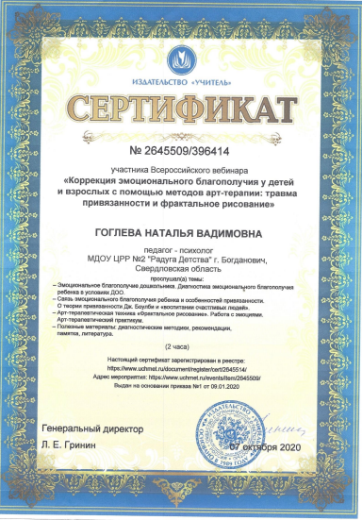 ИЗДАТЕЛЬСТВО «УЧИТЕЛЬ»
СЕРТИФИКАТ
№ 2645509/396414
участника Всероссийского вебинара
«Коррекция эмоционального благополучия у детей
и взрослых с помощью методов арт-терапии: травма
привязанности и фрактальное рисование»
ГОГЛЕВА НАТАЛЬЯ ВАДИМОВНА
педагог - психолог
МДОУ ЦРР №2 "Радуга Детства" г. Богданович,
Свердловская область
прослушал(а) темы:
– Эмоциональное благополучие дошкольника. Диагностика эмоционального благополучия
ребенка в условиях ДОО.
– Связь эмоционального благополучия ребенка и особенностей привязанности.
О теории привязанности Дж. Боулби и «воспитании счастливых людей».
– Арт-терапевтическая техника «Фрактальное рисование». Работа с эмоциями.
Арт-терапевтический практикум.
– Полезные материалы: диагностические методики, рекомендации,
памятка, литература.
(2 часа)
Настоящий сертификат зарегистрирован в реестре:
https://www.uchmet.ru/document/register/cert/2645514/
Адрес мероприятия: https://www.uchmet.ru/events/item/2645509/
Выдан на основании приказа №1 от 09.01.2020
Генеральный директор
Л. Е. Гринин
07 октября 2020